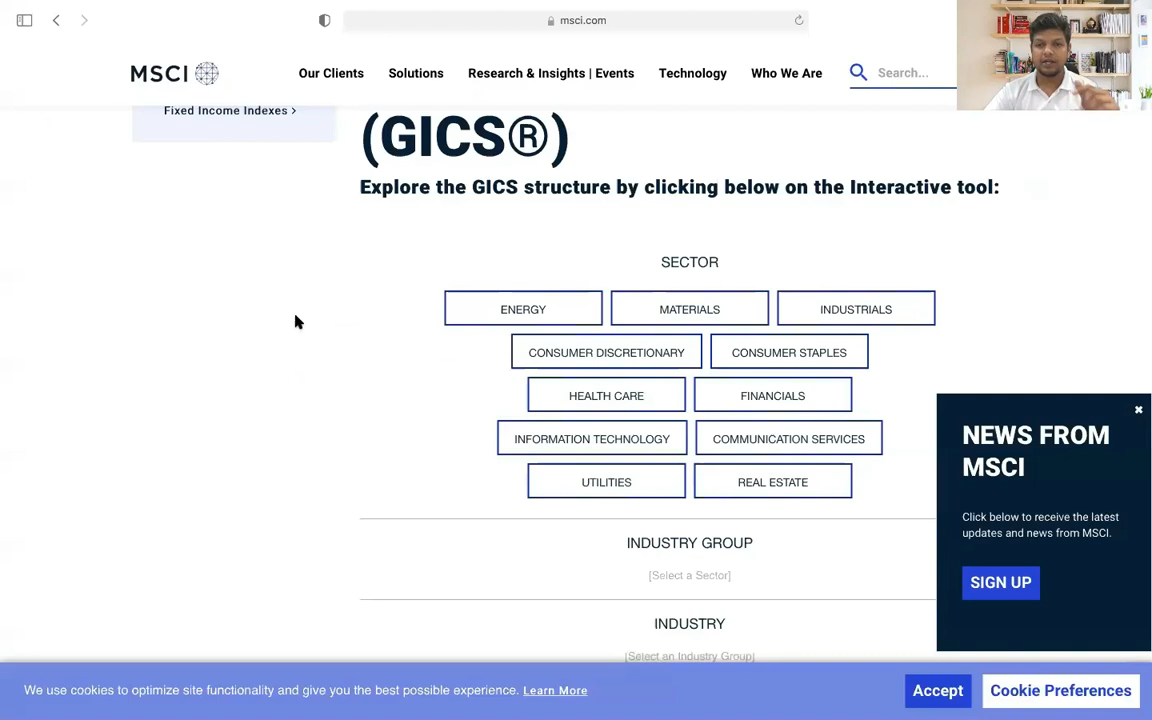 msci.com
MSCI
Our Clients
Solutions
Research & Insights | Events
Technology
Who We Are
Search...
Fixed Income Indexes >
(GICS®)
Explore the GICS structure by clicking below on the Interactive tool:
SECTOR
ENERGY
MATERIALS
INDUSTRIALS
CONSUMER DISCRETIONARY
CONSUMER STAPLES
HEALTH CARE
FINANCIALS
INFORMATION TECHNOLOGY
COMMUNICATION SERVICES
UTILITIES
REAL ESTATE
INDUSTRY GROUP
[Select a Sector]
INDUSTRY
[Select an Industry Group]
NEWS FROM
MSCI
Click below to receive the latest
updates and news from MSCI.
SIGN UP
We use cookies to optimize site functionality and give you the best possible experience. Learn More
Accept
Cookie Preferences